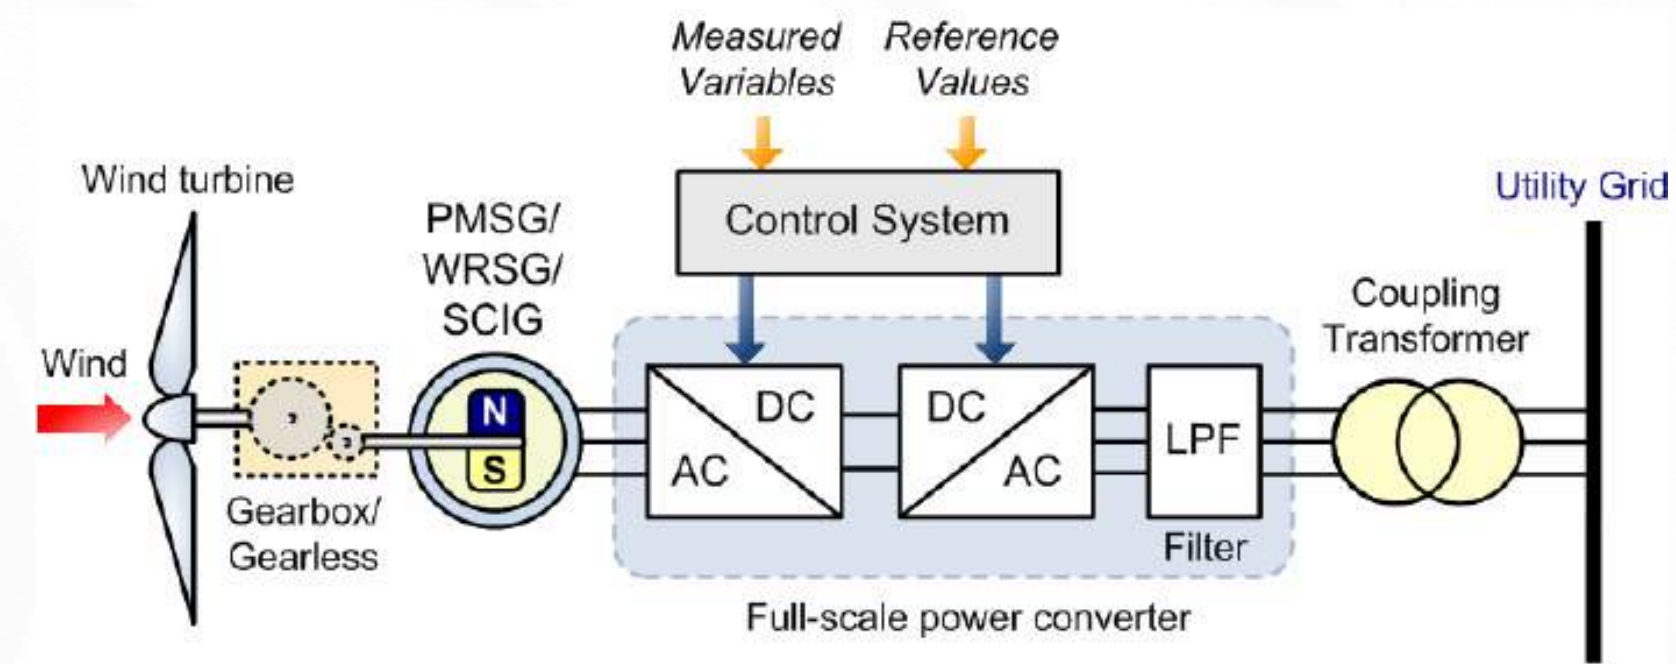 Measured
Variables
Reference
Values
Wind turbine
PMSG/
WRSG/
SCIG
Control System
Utility Grid
Coupling
Transformer
Wind
N
S
DC
AC
DC
AC
LPF
Gearbox/
Gearless
Filter
Full-scale power converter